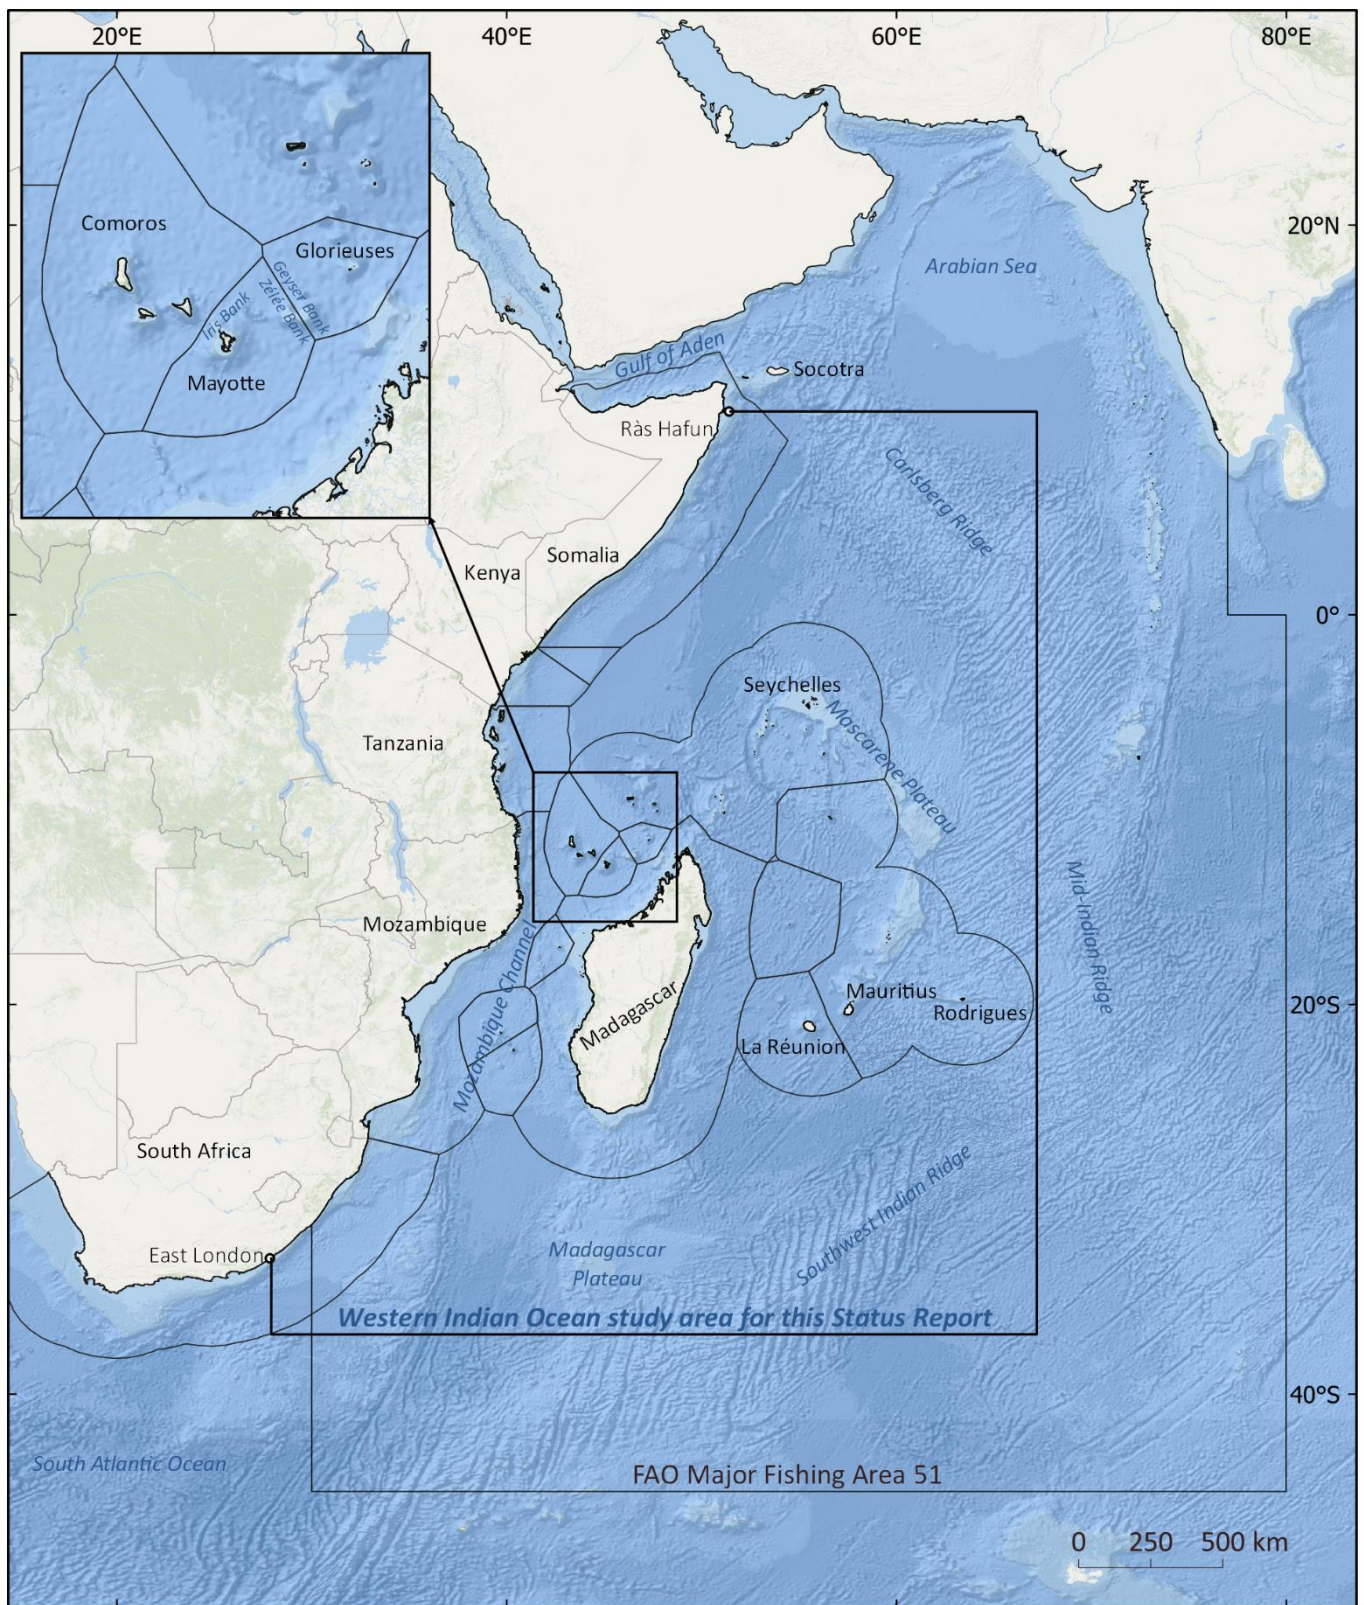 20°E
40°E
60°E
80°E
Comoros
Glorieuses
Geyser Bank
Zélée Bank
Iris Bank
Mayotte
20°N
Arabian Sea
Gulf of Aden
Socotra
Ràs Hafun
Carlsberg Ridge
Somalia
Kenya
0°
Seychelles
Mascarene Plateau
Tanzania
Mozambique
Mozambique Channel
Madagascar
Mid-Indian Ridge
Mauritius
Rodrigues
20°S
La Réunion
South Africa
Southwest Indian Ridge
East London
Madagascar
Plateau
Western Indian Ocean study area for this Status Report
40°S
South Atlantic Ocean
FAO Major Fishing Area 51
0 250 500 km